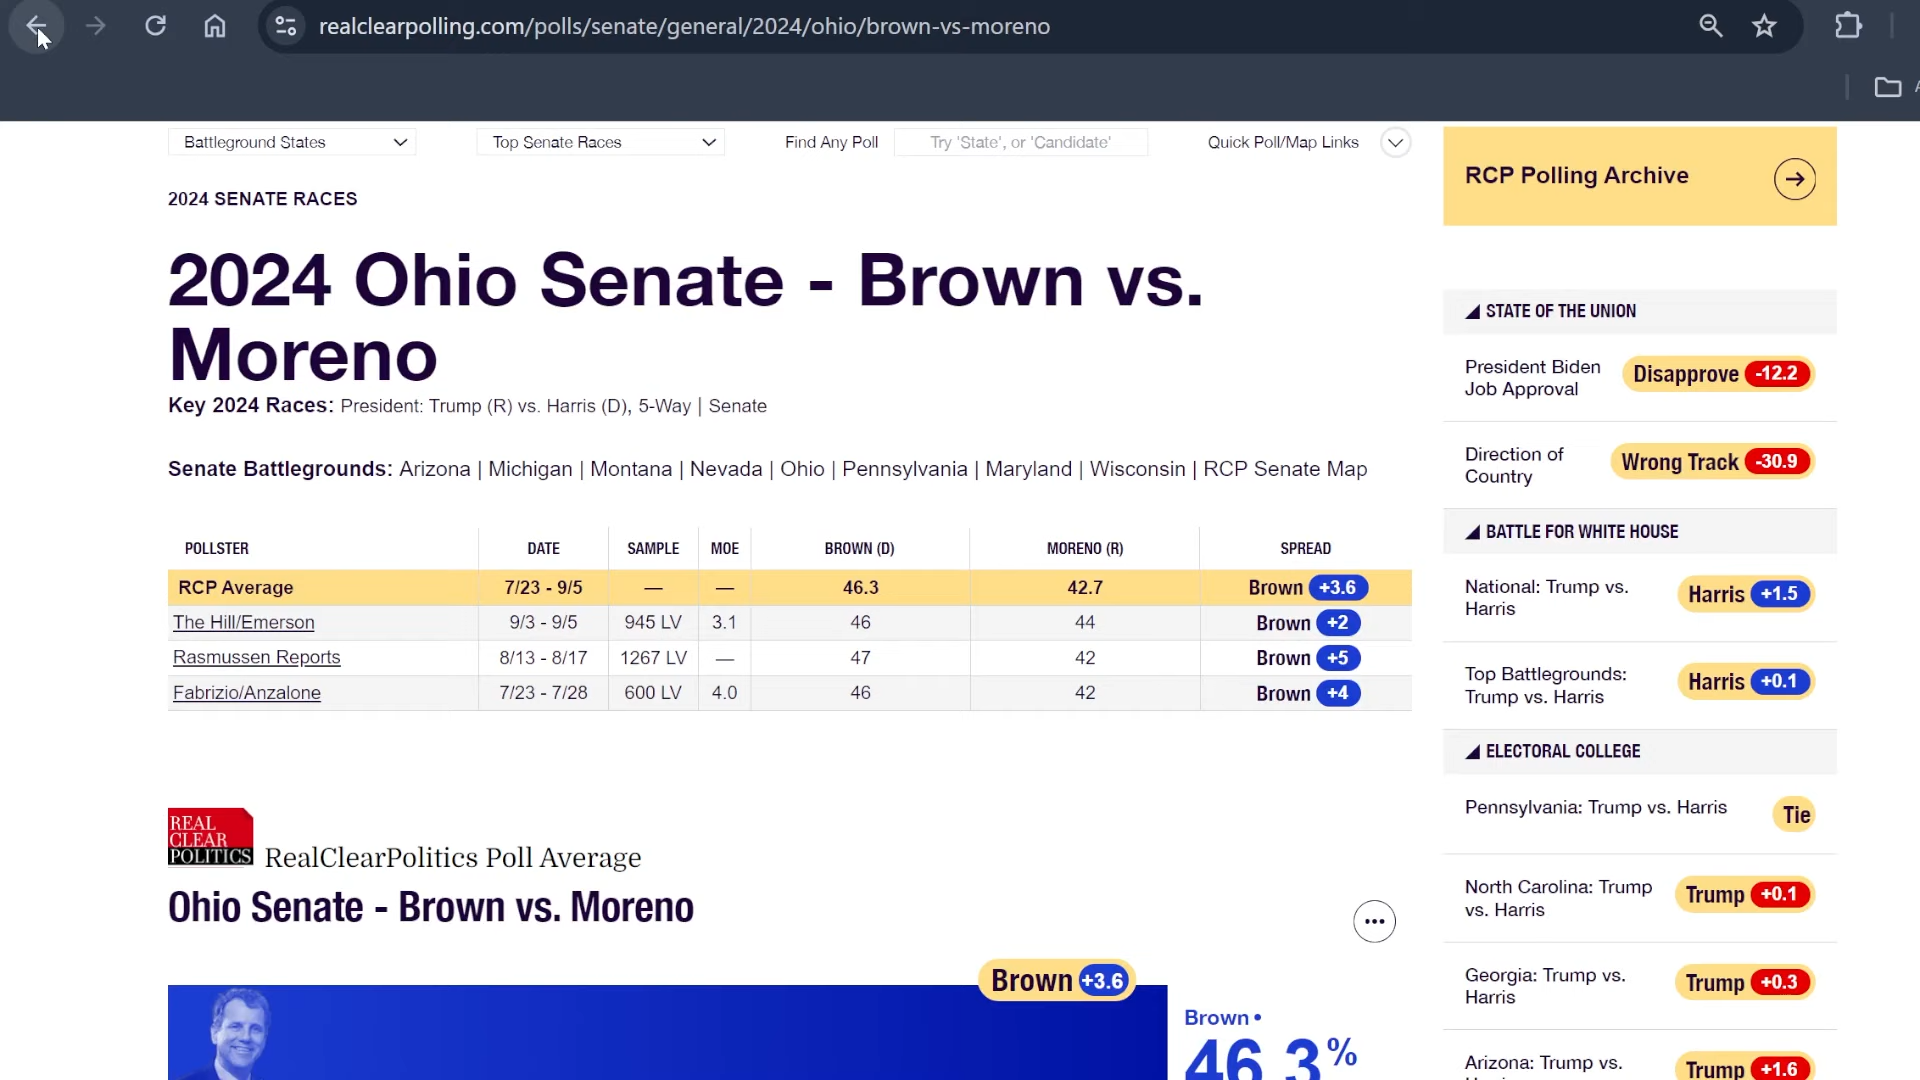 realclearpolling.com/polls/senate/general/2024/ohio/brown-vs-moreno
Battleground States
Top Senate Races
Find Any Poll
Try 'State', or 'Candidate'
Quick Poll/Map Links
2024 SENATE RACES
2024 Ohio Senate - Brown vs.
Moreno
Key 2024 Races: President: Trump (R) vs. Harris (D), 5-Way | Senate
Senate Battlegrounds: Arizona | Michigan | Montana | Nevada | Ohio | Pennsylvania | Maryland | Wisconsin | RCP Senate Map
POLLSTER DATE SAMPLE MOE BROWN (D) MORENO (R) SPREAD
RCP Average 7/23 - 9/5 — — 46.3 42.7 Brown +3.6
The Hill/Emerson 9/3 - 9/5 945 LV 3.1 46 44 Brown +2
Rasmussen Reports 8/13 - 8/17 1267 LV — 47 42 Brown +5
Fabrizio/Anzalone 7/23 - 7/28 600 LV 4.0 46 42 Brown +4
REAL
CLEAR
POLITICS
RealClearPolitics Poll Average
Ohio Senate - Brown vs. Moreno
Brown +3.6
Brown •
46.3%
RCP Polling Archive
STATE OF THE UNION
President Biden
Job Approval
Disapprove -12.2
Direction of
Country
Wrong Track -30.9
BATTLE FOR WHITE HOUSE
National: Trump vs.
Harris
Harris +1.5
Top Battlegrounds:
Trump vs. Harris
Harris +0.1
ELECTORAL COLLEGE
Pennsylvania: Trump vs. Harris
Tie
North Carolina: Trump
vs. Harris
Trump +0.1
Georgia: Trump vs.
Harris
Trump +0.3
Arizona: Trump vs.
Trump +1.6